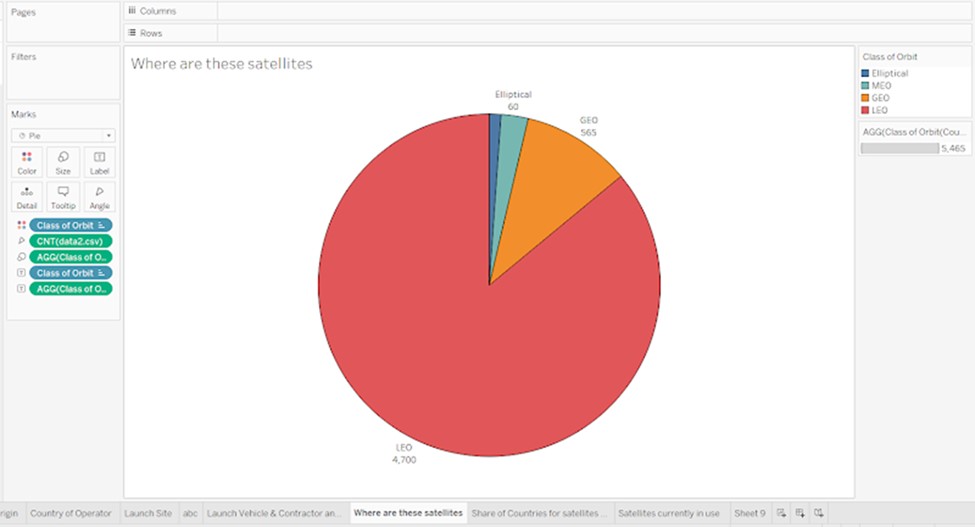 Pages
Columns
Rows
Filters
Where are these satellites
Class of Orbit
Elliptical
MEO
GEO
LEO
AGG(Class of Orbit(Cou...
5,465
Marks
Pie
Color
Size
Label
Detail
Tooltip
Angle
Class of Orbit
CNT(data2.csv)
AGG(Class of O..
Class of Orbit
AGG(Class of O..
Elliptical
60
GEO
565
LEO
4,700
rigin
Country of Operator
Launch Site
abc
Launch Vehicle & Contractor an...
Where are these satellites
Share of Countries for satellites ...
Satellites currently in use
Sheet 9